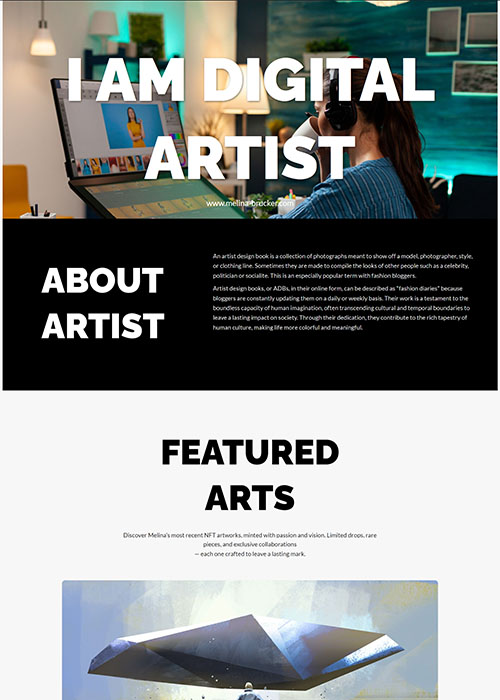 I AM DIGITAL
ARTIST
www.melina-brocker.com
ABOUT
ARTIST
An artist design book is a collection of photographs meant to show off a model, photographer, style,
or clothing line. Sometimes they are made to compile the looks of other people such as a celebrity,
politician or socialite. This is an especially popular term with fashion bloggers.
Artist design books, or ADBs, in their online form, can be described as "fashion diaries" because
bloggers are constantly updating them on a daily or weekly basis. Their work is a testament to the
boundless capacity of human imagination, often transcending cultural and temporal boundaries to
leave a lasting impact on society. Through their dedication, they contribute to the rich tapestry of
human culture, making life more colorful and meaningful.
FEATURED
ARTS
Discover Melina's most recent NFT artworks, minted with passion and vision. Limited drops, rare
pieces, and exclusive collaborations
— each one crafted to leave a lasting mark.